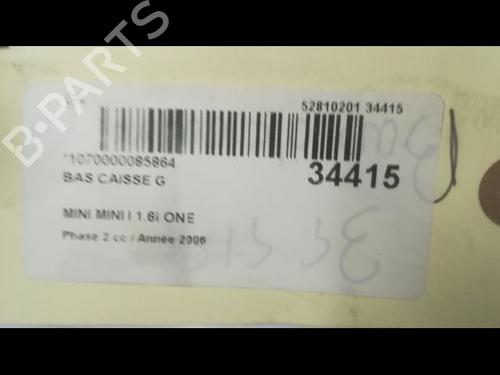 B-PARTS
52810201 34415
*1070000085864
34415
BAS CAISSE G
MINI MINI I 1.6i ONE
Phase 2 cc / Année 2006